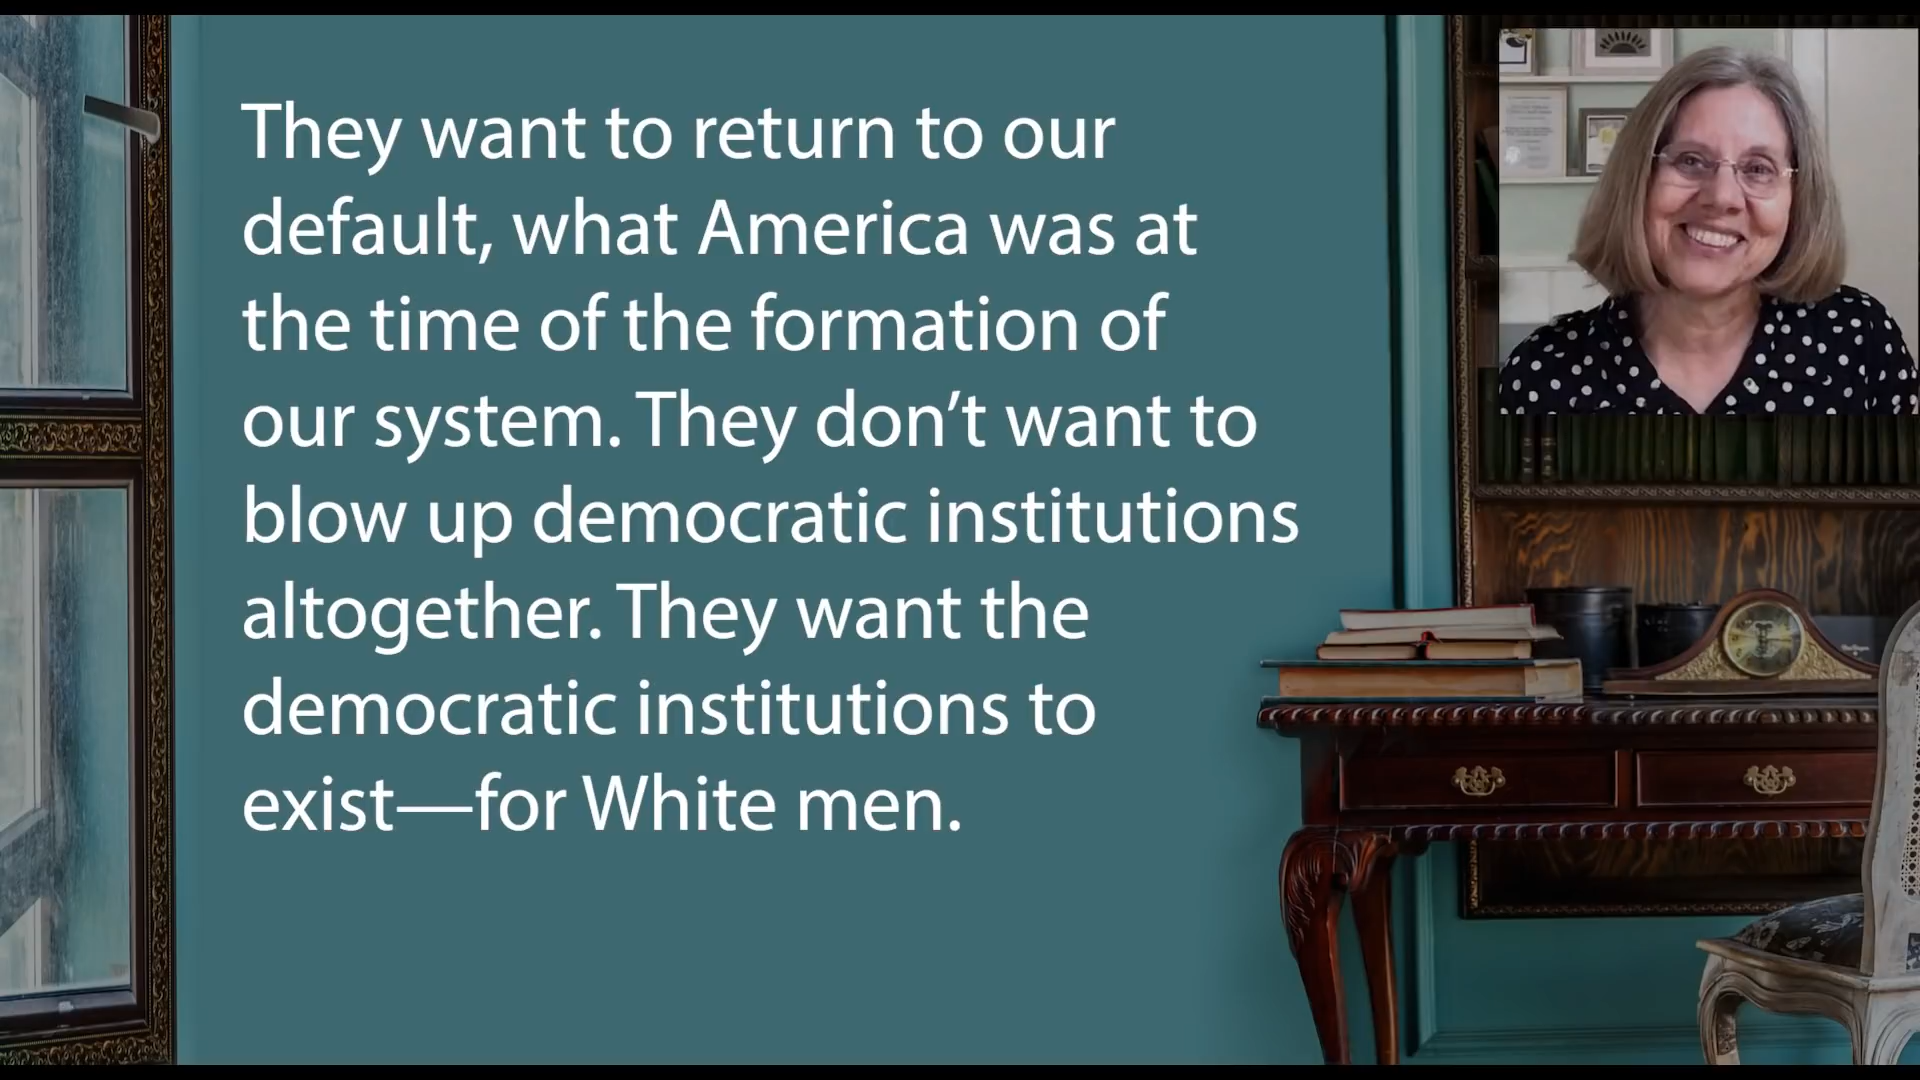 They want to return to our
default, what America was at
the time of the formation of
our system. They don’t want to
blow up democratic institutions
altogether. They want the
democratic institutions to
exist—for White men.